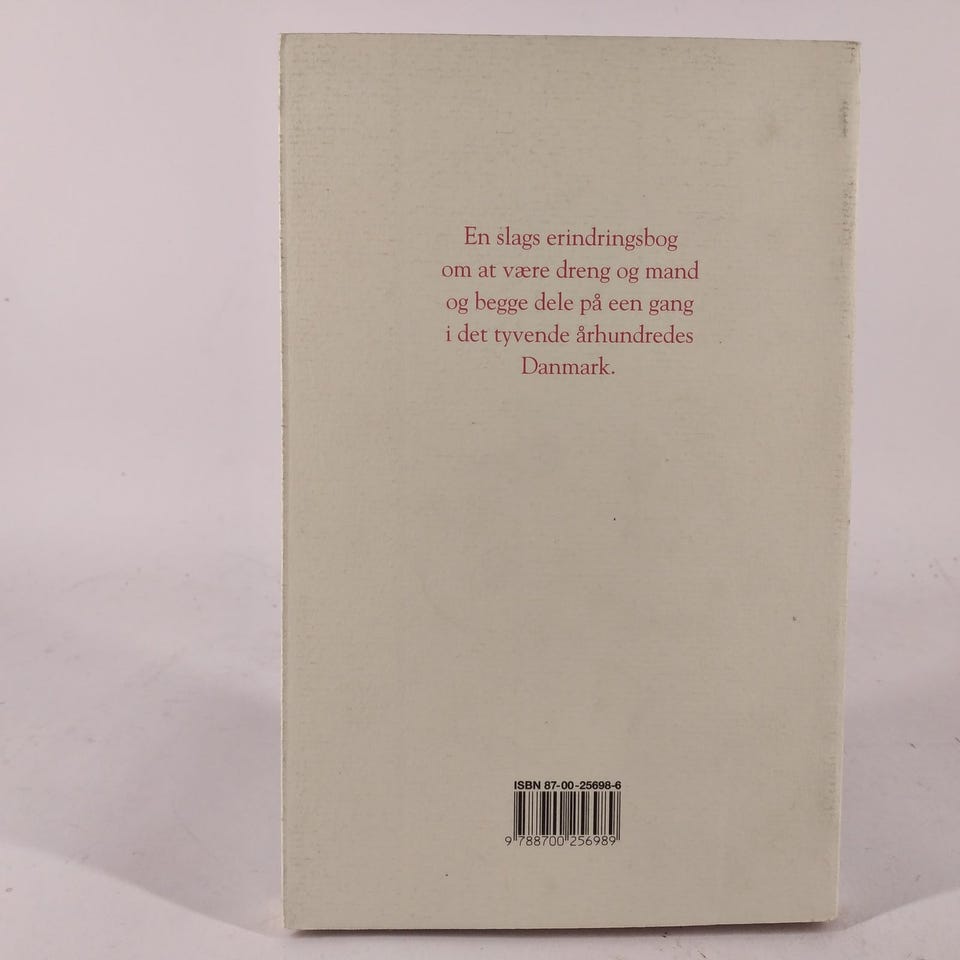 En slags erindringsbog
om at være dreng og mand
og begge dele på een gang
i det tyvende århundredes
Danmark.
ISBN 87-00-25698-6
9 788700 256989